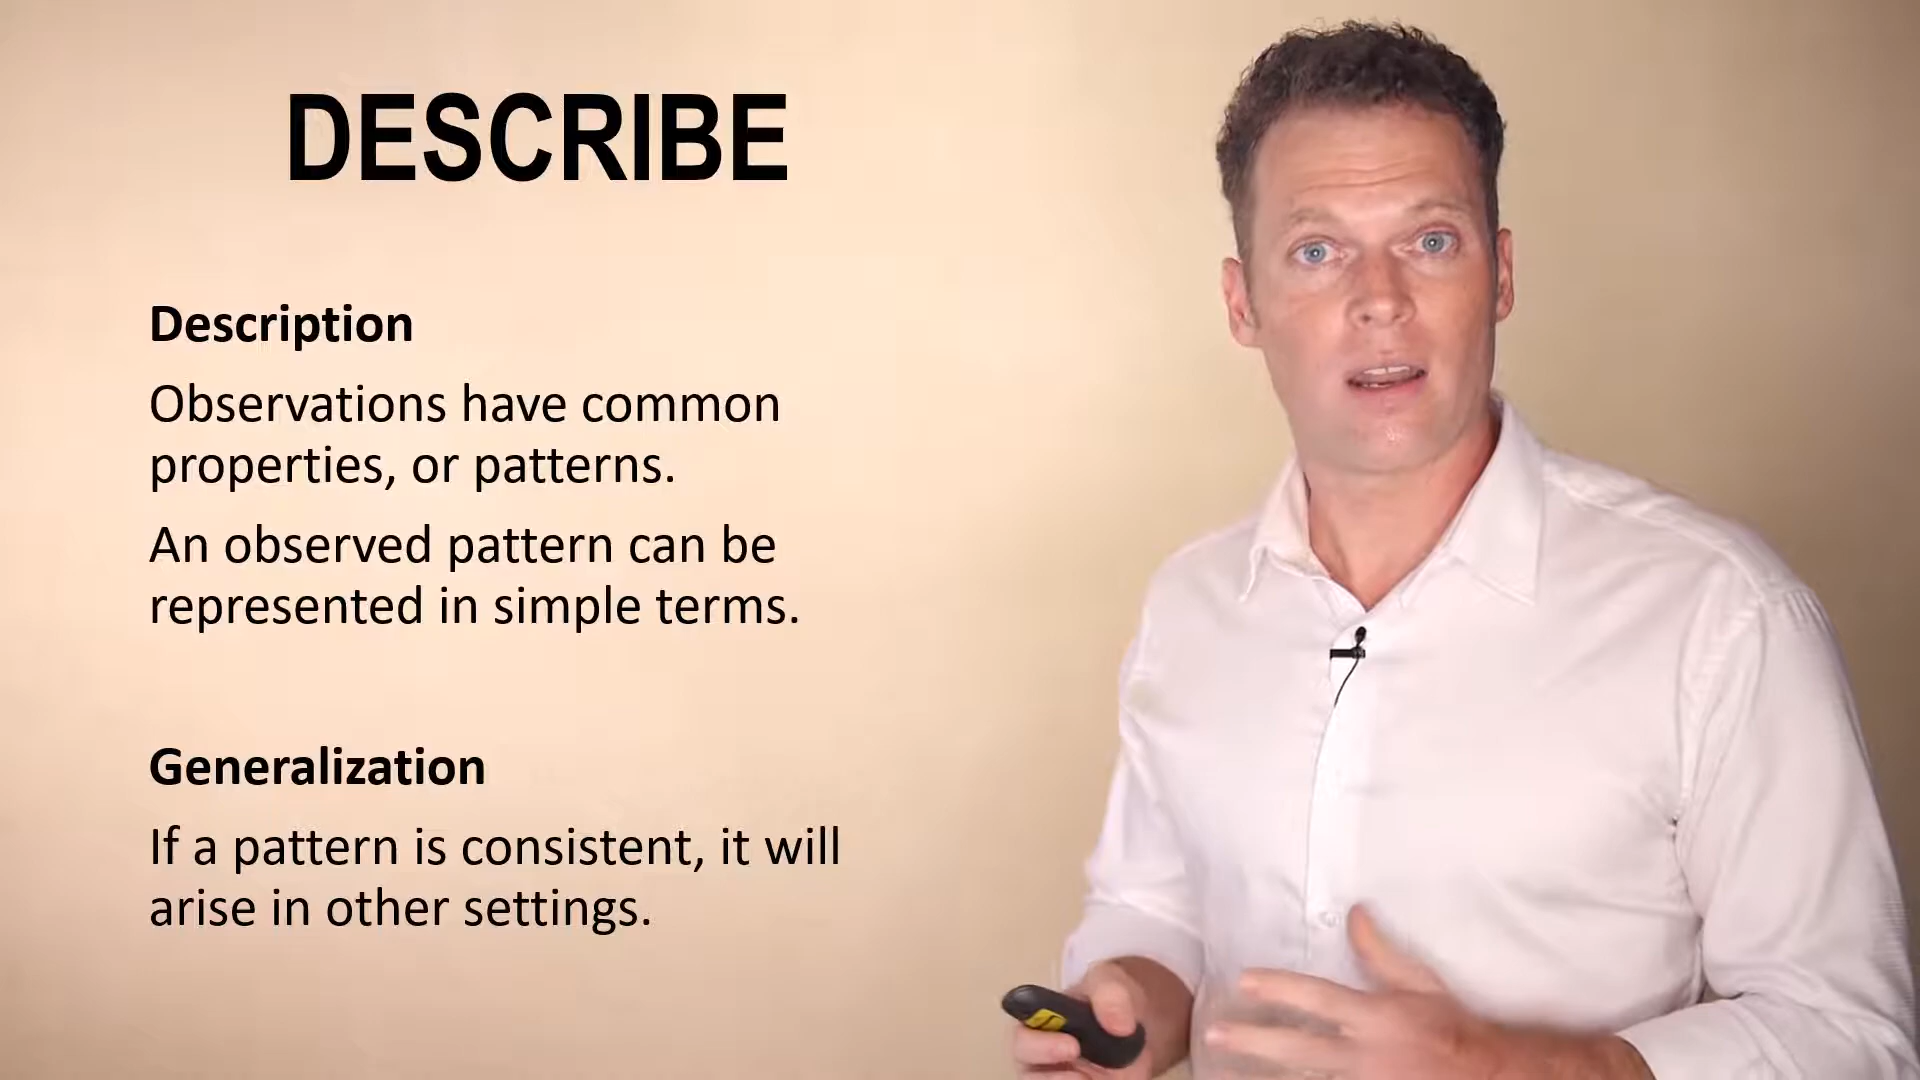 DESCRIBE
Description
Observations have common
properties, or patterns.
An observed pattern can be
represented in simple terms.
Generalization
If a pattern is consistent, it will
arise in other settings.